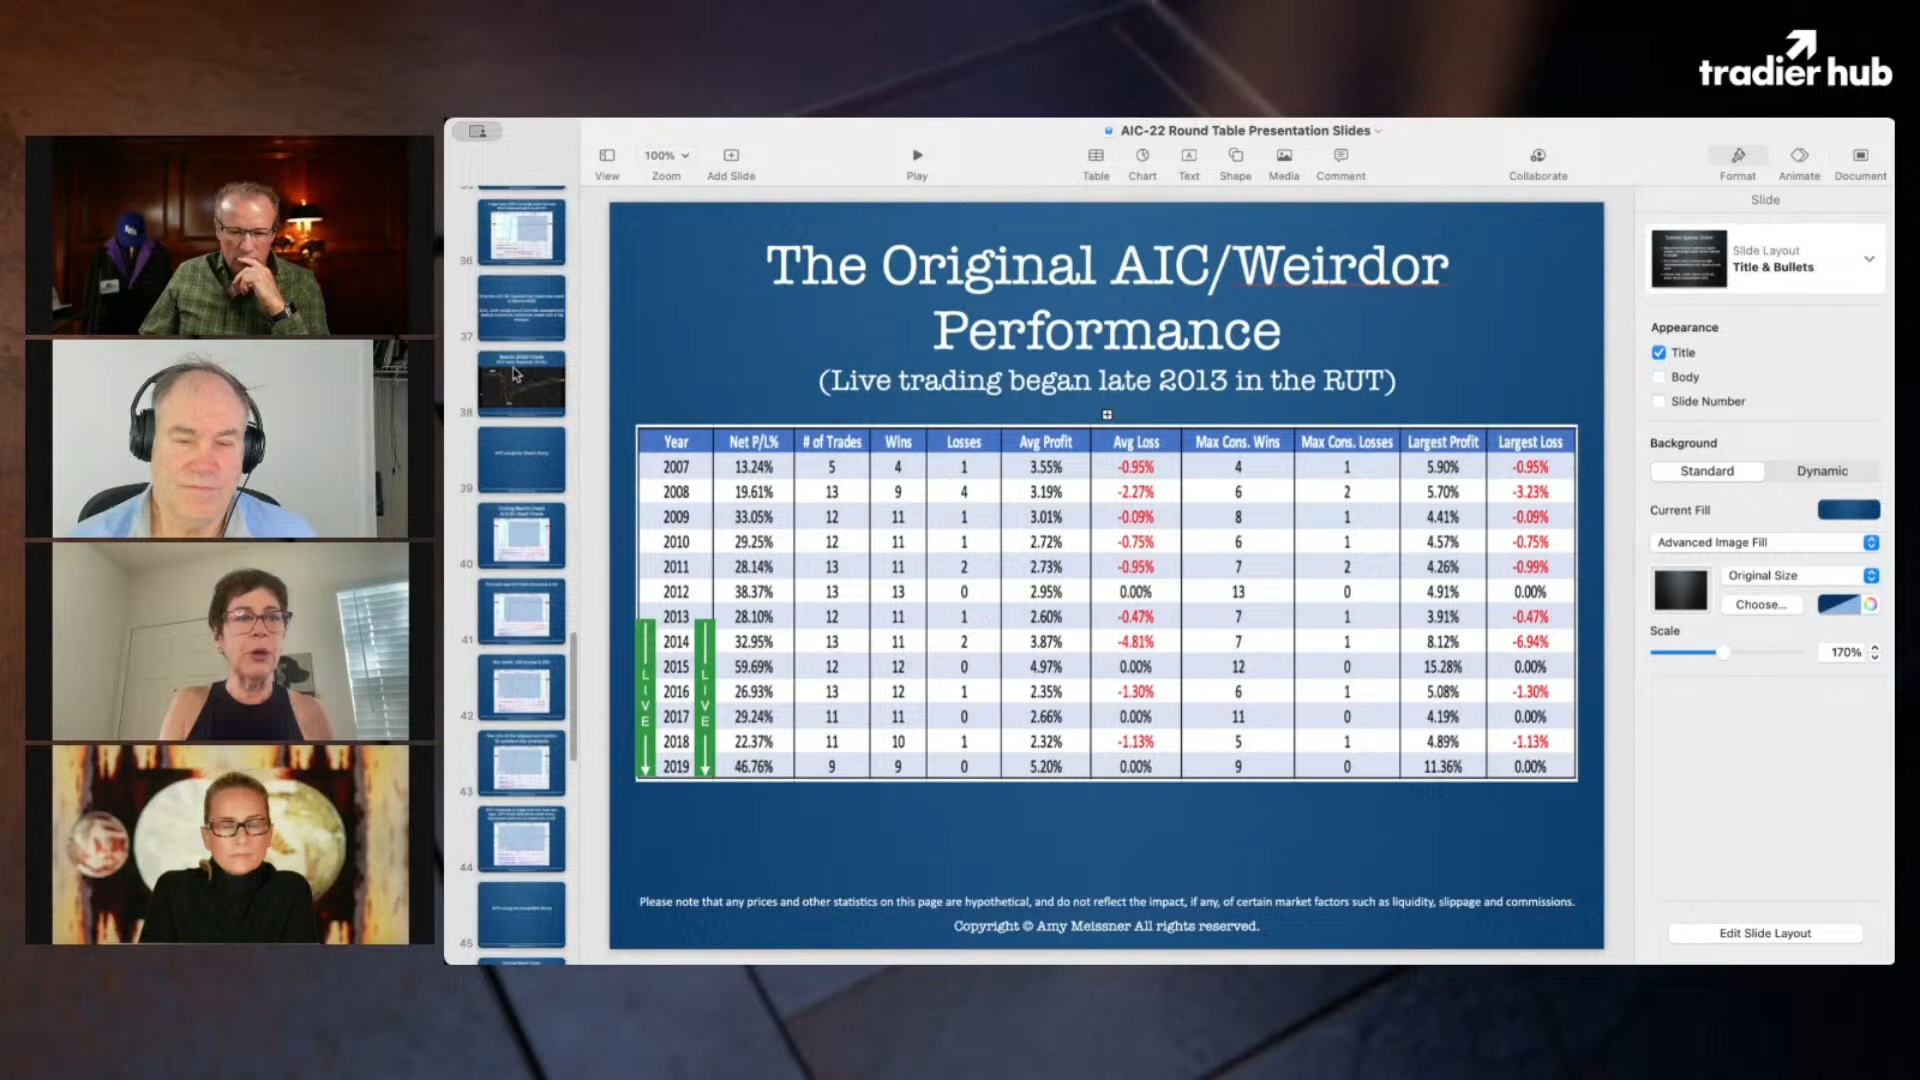 tradier hub
AIC-22 Round Table Presentation Slides
100%
View Zoom Add Slide Play Table Chart Text Shape Media Comment Collaborate Format Animate Document
36
37
38
39
40
41
42
43
44
45
The Original AIC/Weirdor
Performance
(Live trading began late 2013 in the RUT)
Year Net P/L% # of Trades Wins Losses Avg Profit Avg Loss Max Cons. Wins Max Cons. Losses Largest Profit Largest Loss
2007 13.24% 5 4 1 3.55% -0.95% 4 1 5.90% -0.95%
2008 19.61% 13 9 4 3.19% -2.27% 6 2 5.70% -3.23%
2009 33.05% 12 11 1 3.01% -0.09% 8 1 4.41% -0.09%
2010 29.25% 12 11 1 2.72% -0.75% 6 1 4.57% -0.75%
2011 28.14% 13 11 2 2.73% -0.95% 7 2 4.26% -0.99%
2012 38.37% 13 13 0 2.95% 0.00% 13 0 4.91% 0.00%
2013 28.10% 12 11 1 2.60% -0.47% 7 1 3.91% -0.47%
2014 32.95% 13 11 2 3.87% -4.81% 7 1 8.12% -6.94%
2015 59.69% 12 12 0 4.97% 0.00% 12 0 15.28% 0.00%
2016 26.93% 13 12 1 2.35% -1.30% 6 1 5.08% -1.30%
2017 29.24% 11 11 0 2.66% 0.00% 11 0 4.19% 0.00%
2018 22.37% 11 10 1 2.32% -1.13% 5 1 4.89% -1.13%
2019 46.76% 9 9 0 5.20% 0.00% 9 0 11.36% 0.00%
LIVE
LIVE
Please note that any prices and other statistics on this page are hypothetical, and do not reflect the impact, if any, of certain market factors such as liquidity, slippage and commissions.
Copyright © Amy Meissner All rights reserved.
Slide
Slide Layout
Title & Bullets
Appearance
Title
Body
Slide Number
Background
Standard Dynamic
Current Fill
Advanced Image Fill
Original Size
Choose...
Scale
170%
Edit Slide Layout